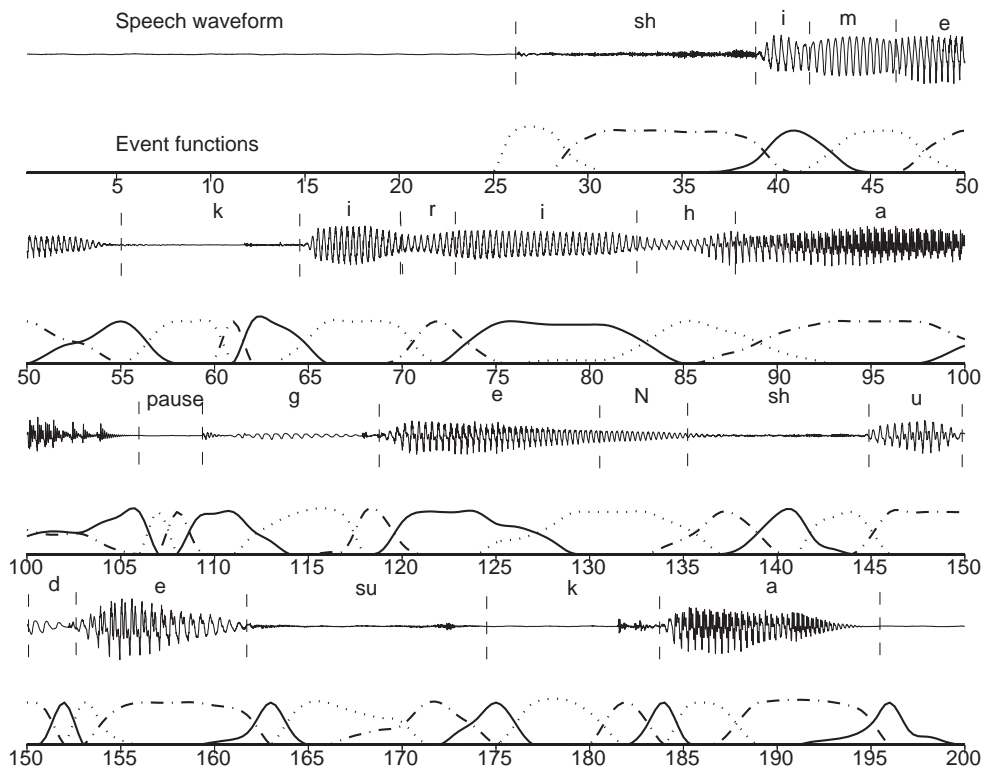 Speech waveform sh i m e
Event functions
5 10 15 20 25 30 35 40 45 50
k i r i h a
50 55 60 65 70 75 80 85 90 95 100
pause g e N sh u
100 105 110 115 120 125 130 135 140 145 150
d e su k a
150 155 160 165 170 175 180 185 190 195 200